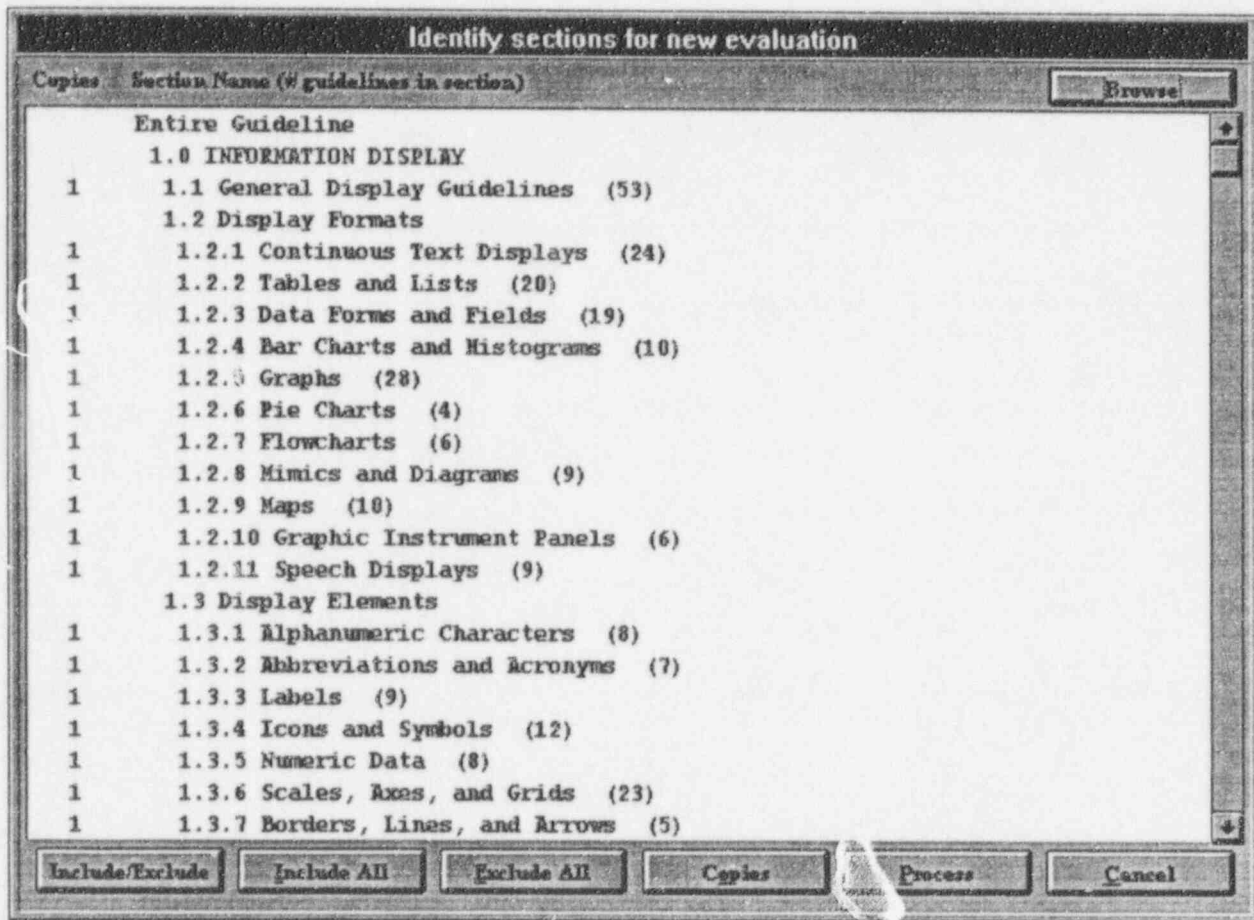 Identify sections for new evaluation
Copies Section Name (# guidelines in section) Browse
Entire Guideline
1.0 INFORMATION DISPLAY
1 1.1 General Display Guidelines (53)
1.2 Display Formats
1 1.2.1 Continuous Text Displays (24)
1 1.2.2 Tables and Lists (20)
1 1.2.3 Data Forms and Fields (19)
1 1.2.4 Bar Charts and Histograms (10)
1 1.2.5 Graphs (28)
1 1.2.6 Pie Charts (4)
1 1.2.7 Flowcharts (6)
1 1.2.8 Mimics and Diagrams (9)
1 1.2.9 Maps (10)
1 1.2.10 Graphic Instrument Panels (6)
1 1.2.11 Speech Displays (9)
1.3 Display Elements
1 1.3.1 Alphanumeric Characters (8)
1 1.3.2 Abbreviations and Acronyms (7)
1 1.3.3 Labels (9)
1 1.3.4 Icons and Symbols (12)
1 1.3.5 Numeric Data (8)
1 1.3.6 Scales, Axes, and Grids (23)
1 1.3.7 Borders, Lines, and Arrows (5)
Include/Exclude Include All Exclude All Copies Process Cancel